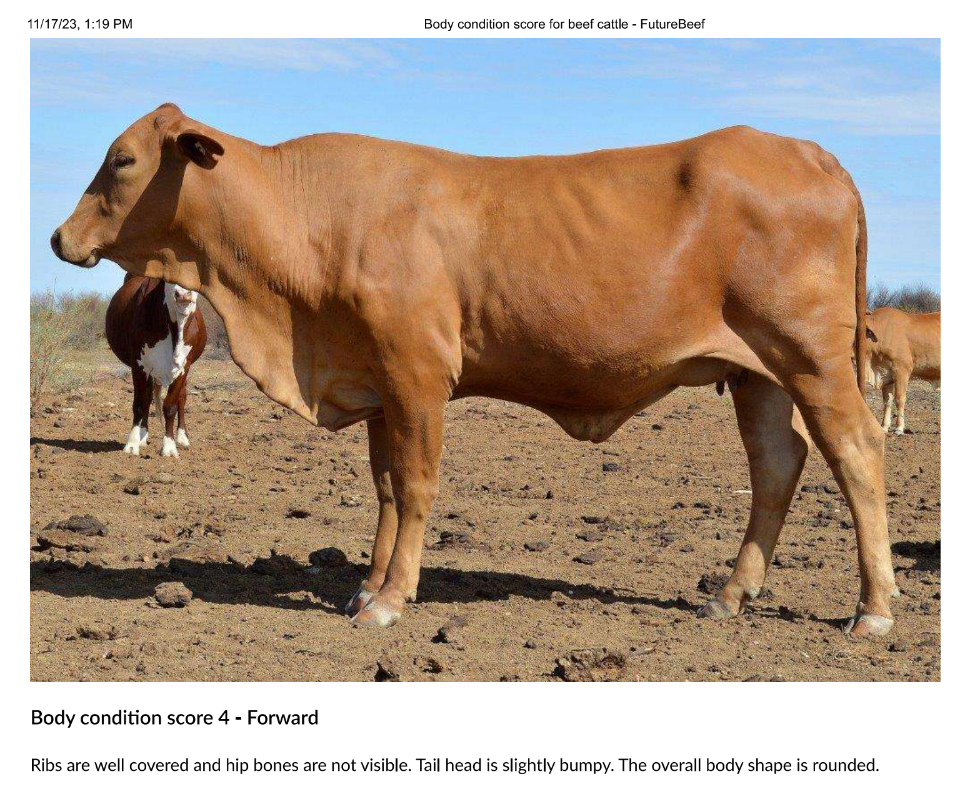 11/17/23, 1:19 PM
Body condition score for beef cattle - FutureBeef
Body condition score 4 - Forward
Ribs are well covered and hip bones are not visible. Tail head is slightly bumpy. The overall body shape is rounded.